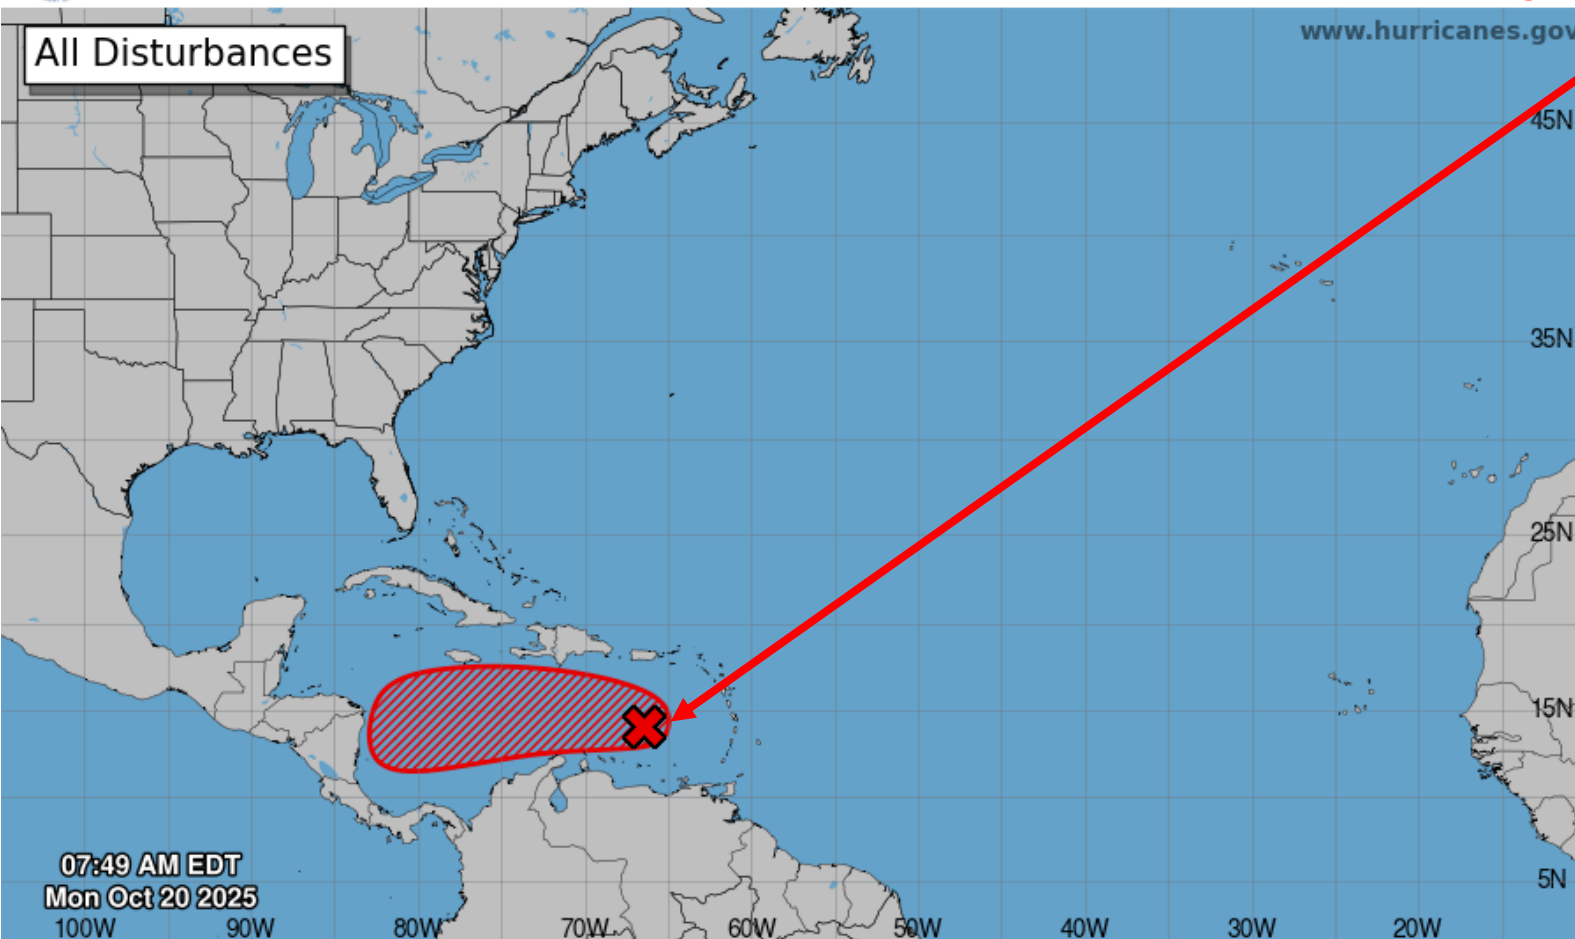 All Disturbances
www.hurricanes.gov
45N
35N
25N
15N
07:49 AM EDT
5N
Mon Oct 20 2025
100W 90W 80W 70W 60W 50W 40W 30W 20W